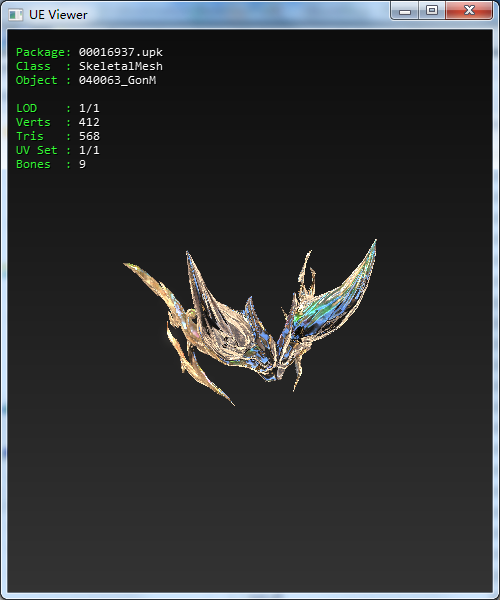 UE Viewer
Package: 00016937.upk
Class  : SkeletalMesh
Object : 040063_GonM
LOD    : 1/1
Verts  : 412
Tris   : 568
UV Set : 1/1
Bones  : 9